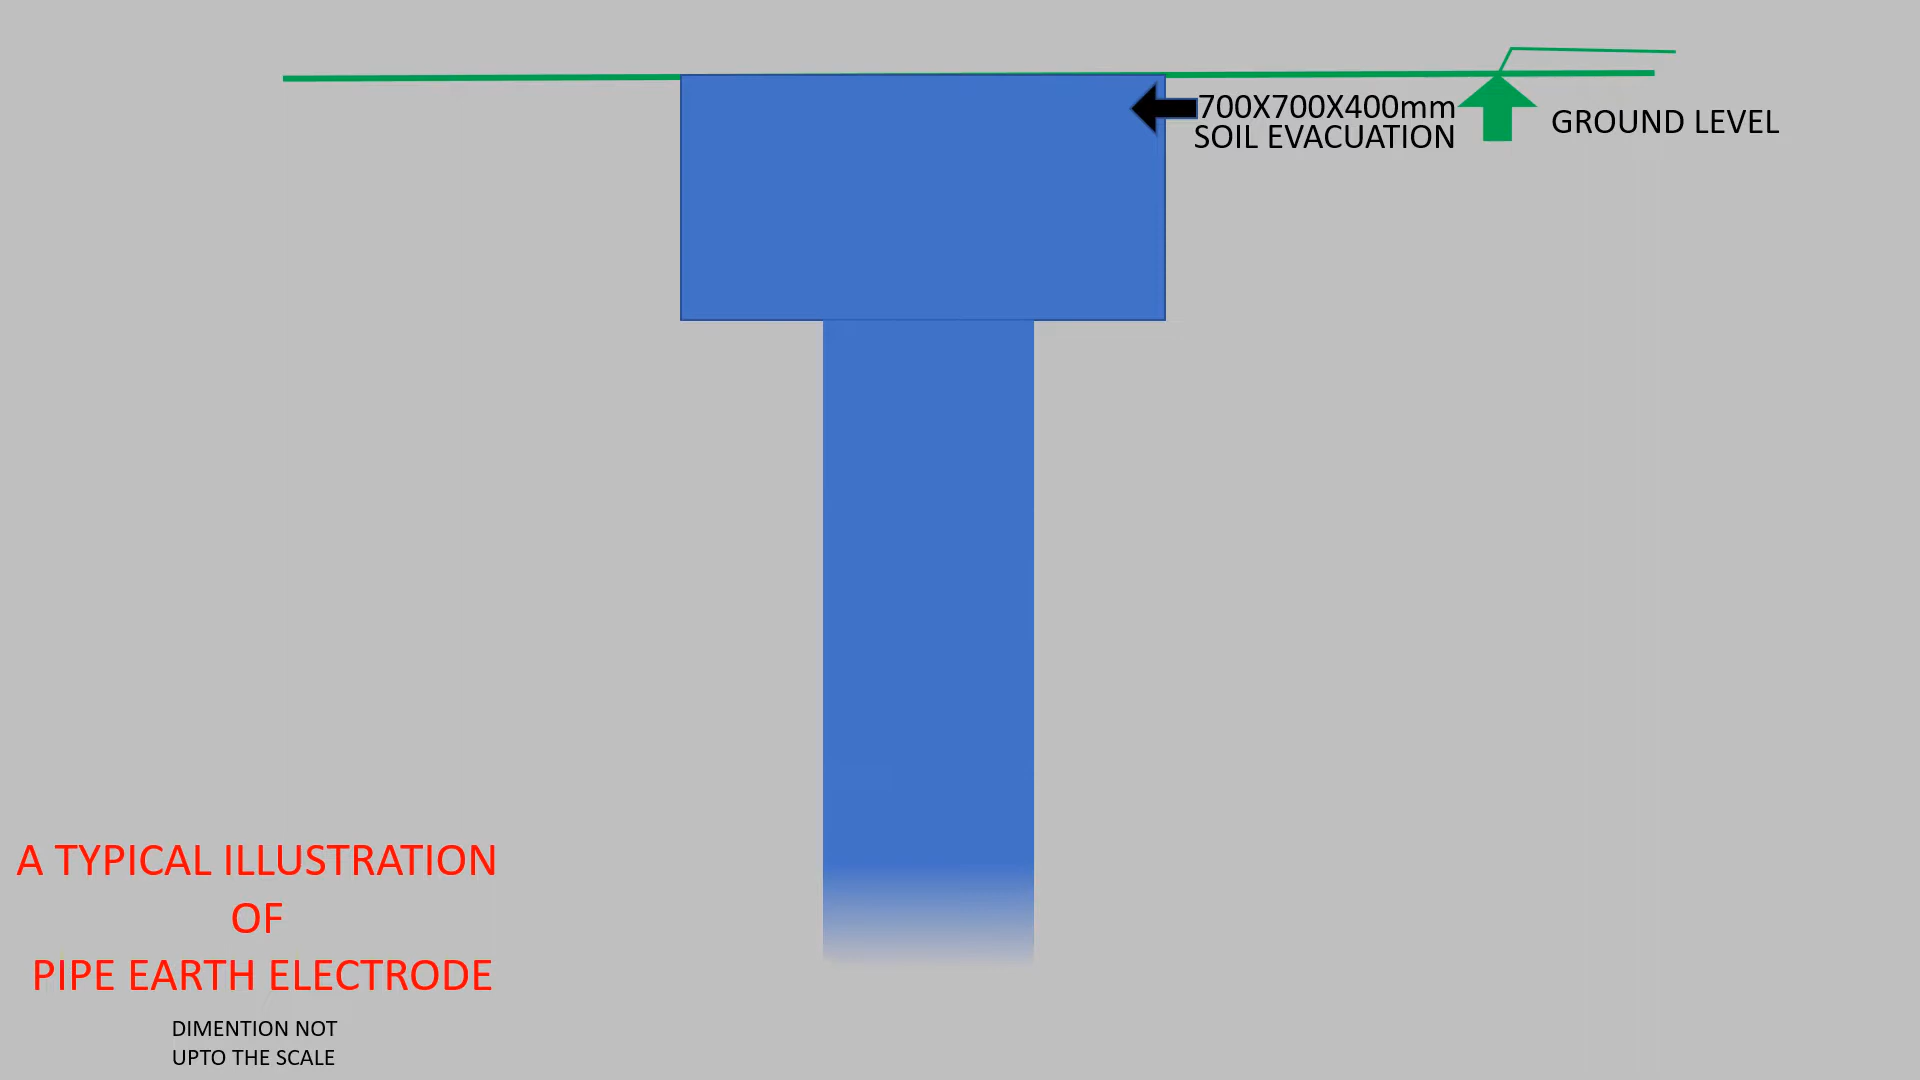 700X700X400mm
SOIL EVACUATION
GROUND LEVEL
A TYPICAL ILLUSTRATION
OF
PIPE EARTH ELECTRODE
DIMENTION NOT
UPTO THE SCALE